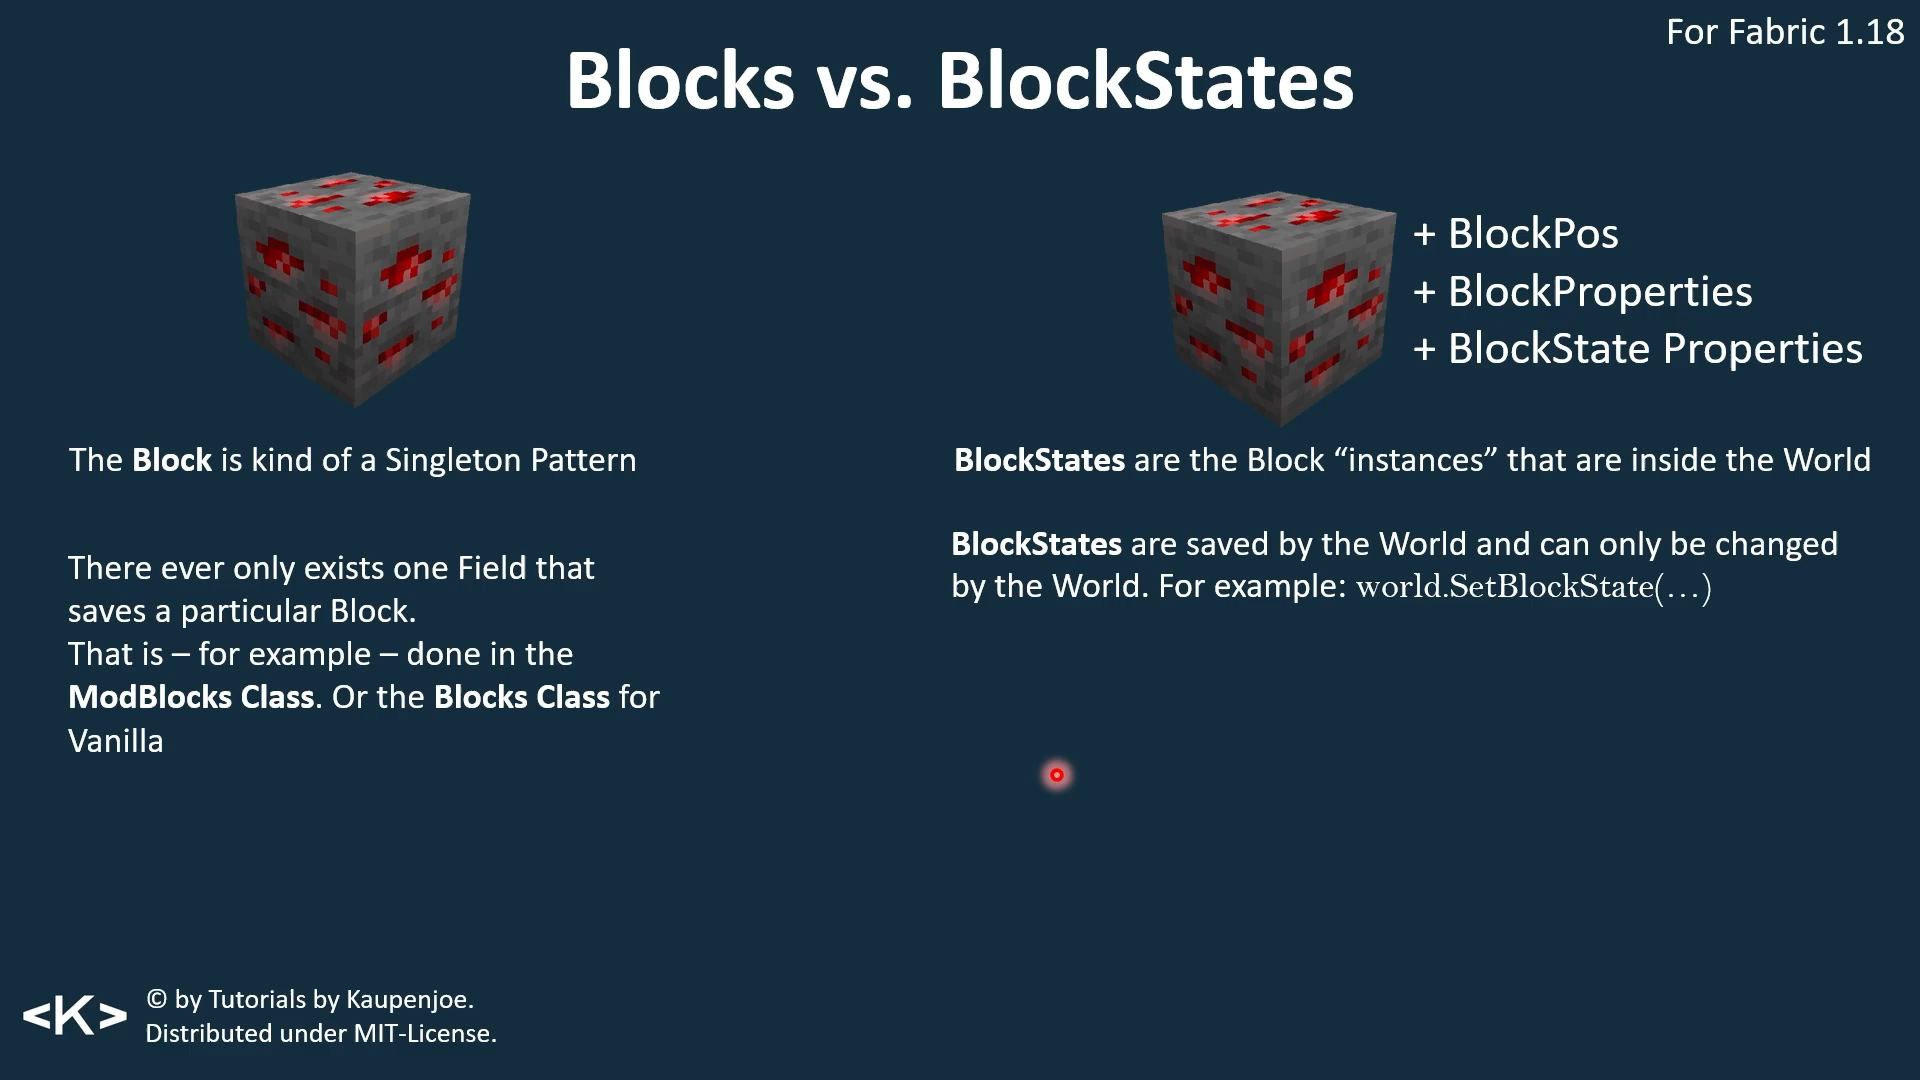 For Fabric 1.18
Blocks vs. BlockStates
+ BlockPos
+ BlockProperties
+ BlockState Properties
The Block is kind of a Singleton Pattern
There ever only exists one Field that
saves a particular Block.
That is – for example – done in the
ModBlocks Class. Or the Blocks Class for
Vanilla
BlockStates are the Block “instances” that are inside the World
BlockStates are saved by the World and can only be changed
by the World. For example: world.SetBlockState(…)
<K>
© by Tutorials by Kaupenjoe.
Distributed under MIT-License.